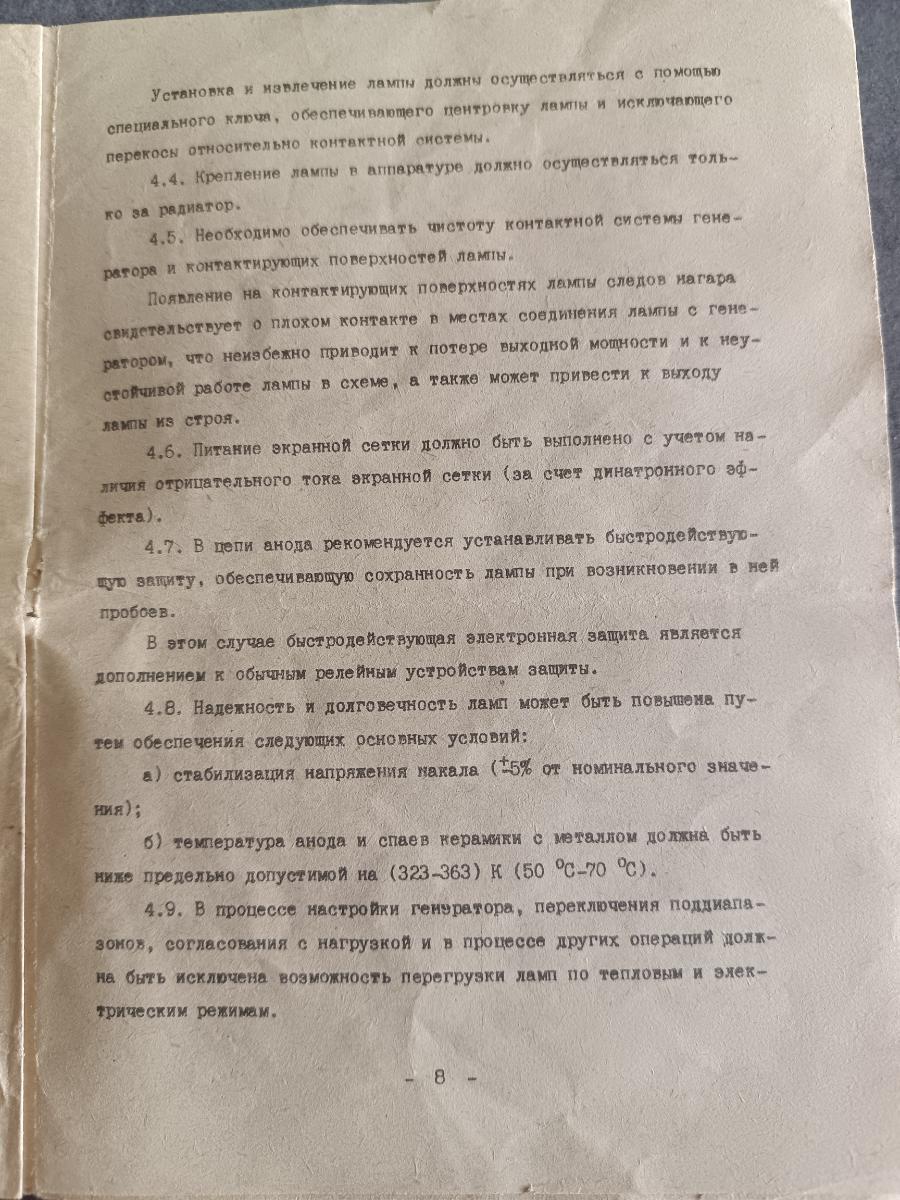 Установка и извлечение лампы должны осуществляться с помощью
специального ключа, обеспечивающего центровку лампы и исключающего
перекосы относительно контактной системы.
4.4. Крепление лампы в аппаратуре должно осуществляться толь-
ко за радиатор.
4.5. Необходимо обеспечивать чистоту контактной системы гене-
ратора и контактирующих поверхностей лампы.
Появление на контактирующих поверхностях лампы следов нагара
свидетельствует о плохом контакте в местах соединения лампы с гене-
ратором, что неизбежно приводит к потере выходной мощности и к неу-
стойчивой работе лампы в схеме, а также может привести к выходу
лампы из строя.
4.6. Питание экранной сетки должно быть выполнено с учетом на-
личия отрицательного тока экранной сетки (за счет динатронного эф-
фекта).
4.7. В цепи анода рекомендуется устанавливать быстродействую-
щую защиту, обеспечивающую сохранность лампы при возникновении в ней
пробоев.
В этом случае быстродействующая электронная защита является
дополнением к обычным релейным устройствам защиты.
4.8. Надежность и долговечность ламп может быть повышена пу-
тем обеспечения следующих основных условий:
а) стабилизация напряжения накала (±5% от номинального значе-
ния);
б) температура анода и спаев керамики с металлом должна быть
ниже предельно допустимой на (323-363) К (50 °С-70 °С).
4.9. В процессе настройки генератора, переключения поддиапа-
зонов, согласования с нагрузкой и в процессе других операций долж-
на быть исключена возможность перегрузки ламп по тепловым и элек-
трическим режимам.
- 8 -